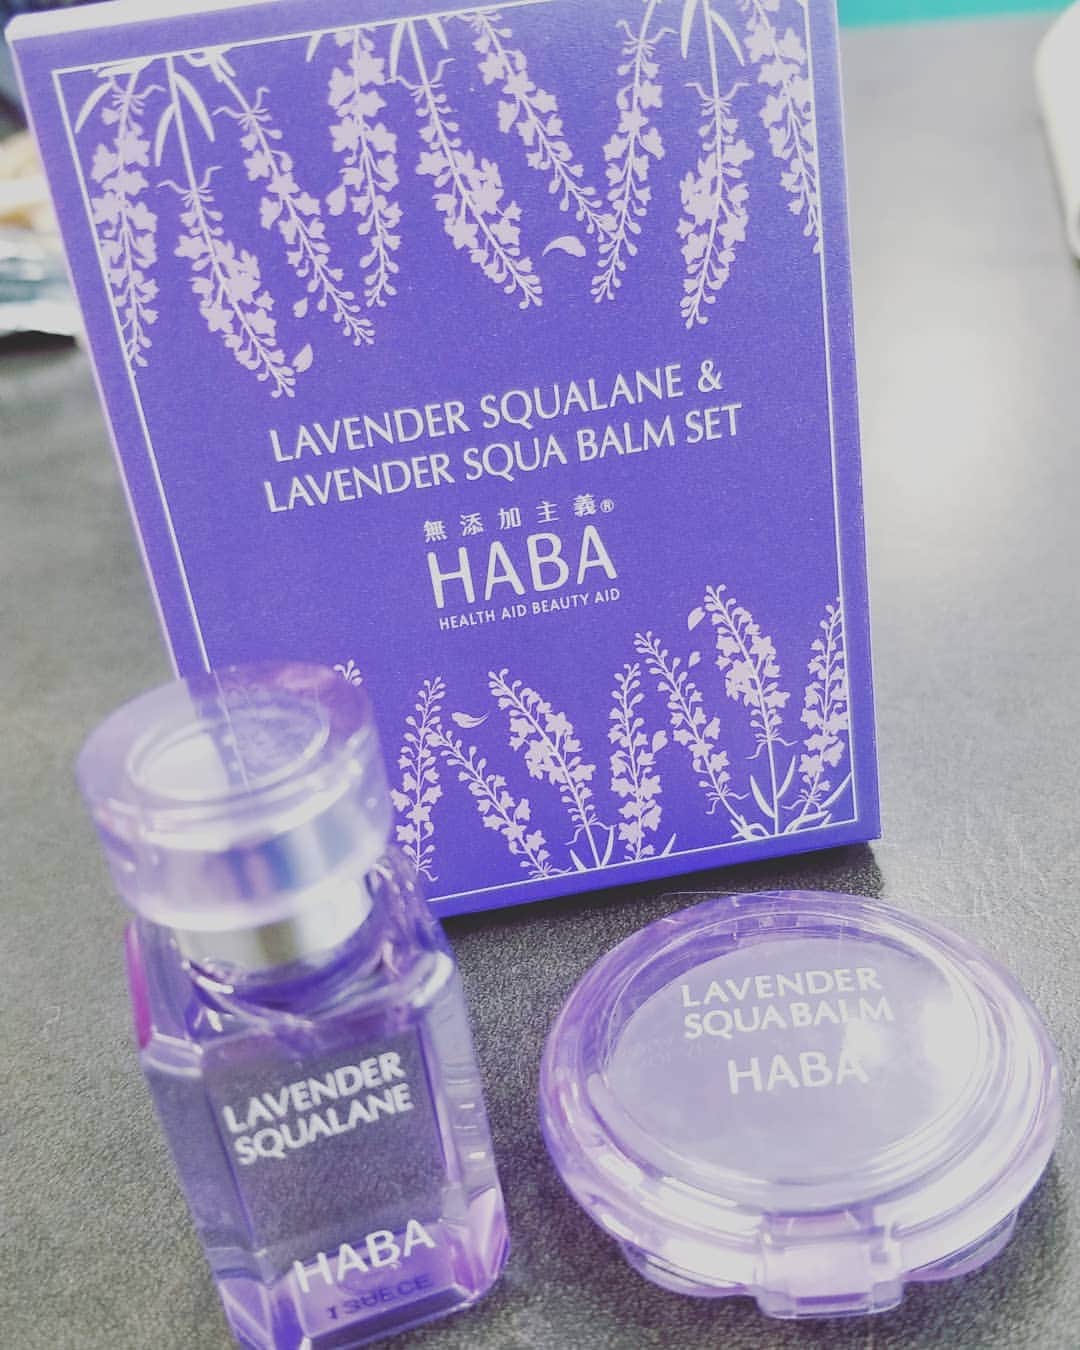 LAVENDER SQUALANE &
LAVENDER SQUA BALM SET
無添加主義®
HABA
HEALTH AID BEAUTY AID
LAVENDER
SQUALANE
HABA
LAVENDER
SQUA BALM
HABA